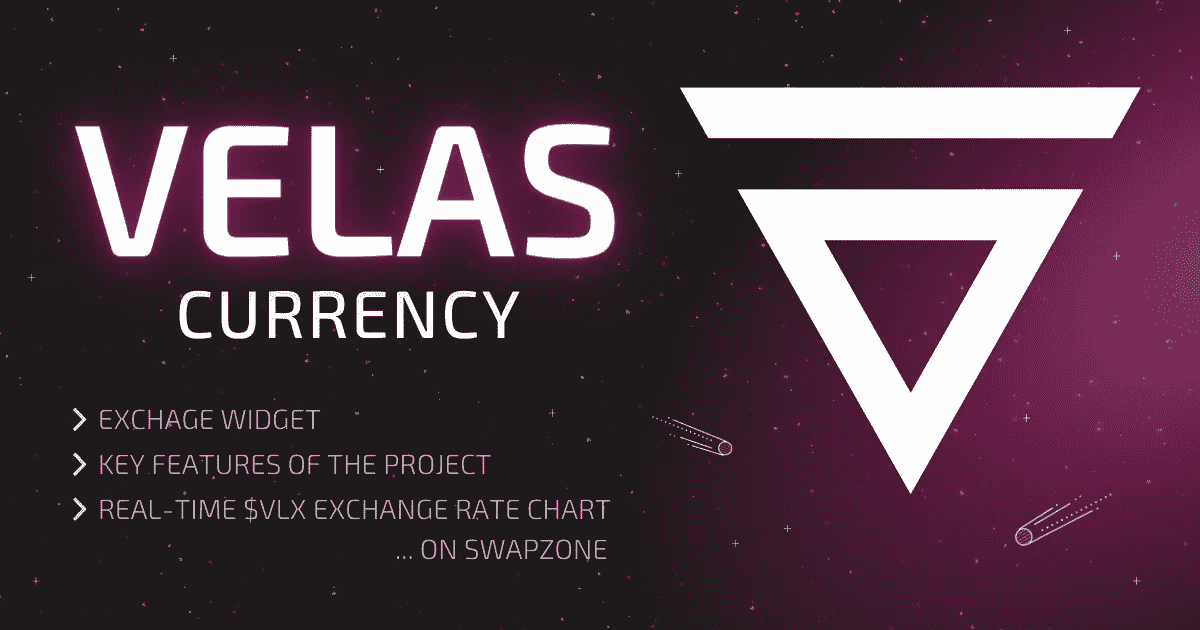 VELAS
CURRENCY
EXCHAGE WIDGET
KEY FEATURES OF THE PROJECT
REAL-TIME $VLX EXCHANGE RATE CHART
... ON SWAPZONE